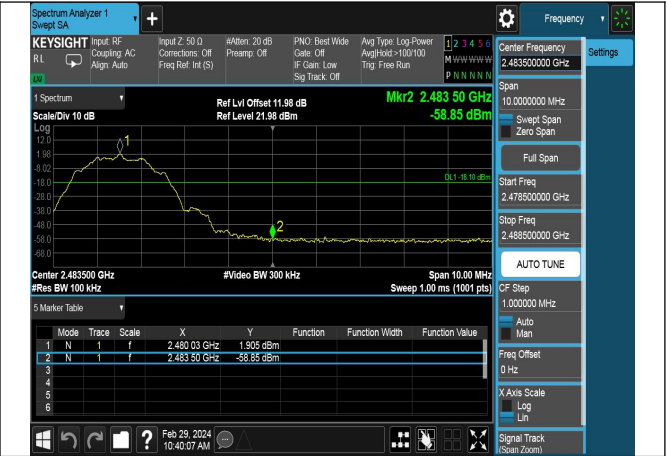 Spectrum Analyzer 1
Swept SA
Frequency
KEYSIGHT
RL
Input: RF
Coupling: AC
Align: Auto
Input Z: 50 Ω
Corrections: Off
Freq Ref: Int (S)
#Atten: 20 dB
Preamp: Off
PNO: Best Wide
Gate: Off
IF Gain: Low
Sig Track: Off
Avg Type: Log-Power
Avg|Hold:>100/100
Trig: Free Run
1 2 3 4 5 6
M W W W W W
P N N N N N
1 Spectrum
Scale/Div 10 dB
Ref Lvl Offset 11.98 dB
Ref Level 21.98 dBm
Mkr2 2.483 50 GHz
-58.85 dBm
Log
12.0
1.98
-8.02
-18.0
-28.0
-38.0
-48.0
-58.0
-68.0
1
2
DL1 -18.10 dBm
Center 2.483500 GHz
#Video BW 300 kHz
Span 10.00 MHz
#Res BW 100 kHz
Sweep 1.00 ms (1001 pts)
5 Marker Table
Mode Trace Scale X Y Function Function Width Function Value
1 N 1 f 2.480 03 GHz 1.905 dBm
2 N 1 f 2.483 50 GHz -58.85 dBm
3
4
5
6
Feb 29, 2024
10:40:07 AM
Center Frequency
2.483500000 GHz
Settings
Span
10.0000000 MHz
Swept Span
Zero Span
Full Span
Start Freq
2.478500000 GHz
Stop Freq
2.488500000 GHz
AUTO TUNE
CF Step
1.000000 MHz
Auto
Man
Freq Offset
0 Hz
X Axis Scale
Log
Lin
Signal Track
(Span Zoom)